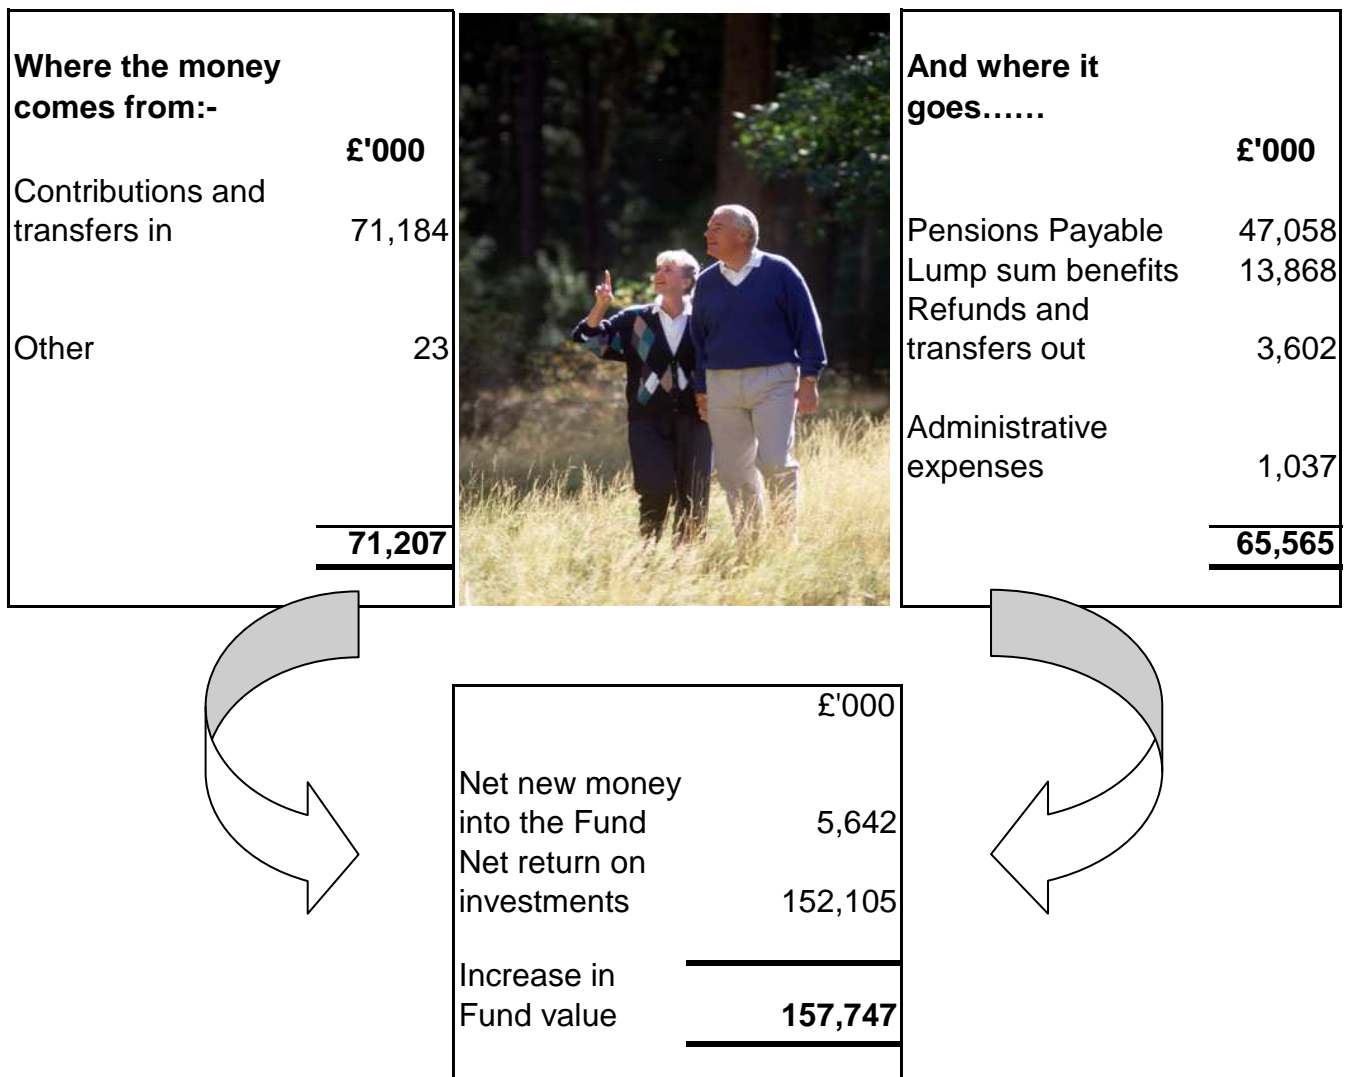 Where the money
comes from:-
£'000
Contributions and
transfers in 71,184
Other 23
71,207
And where it
goes……
£'000
Pensions Payable 47,058
Lump sum benefits 13,868
Refunds and
transfers out 3,602
Administrative
expenses 1,037
65,565
£'000
Net new money
into the Fund 5,642
Net return on
investments 152,105
Increase in
Fund value 157,747